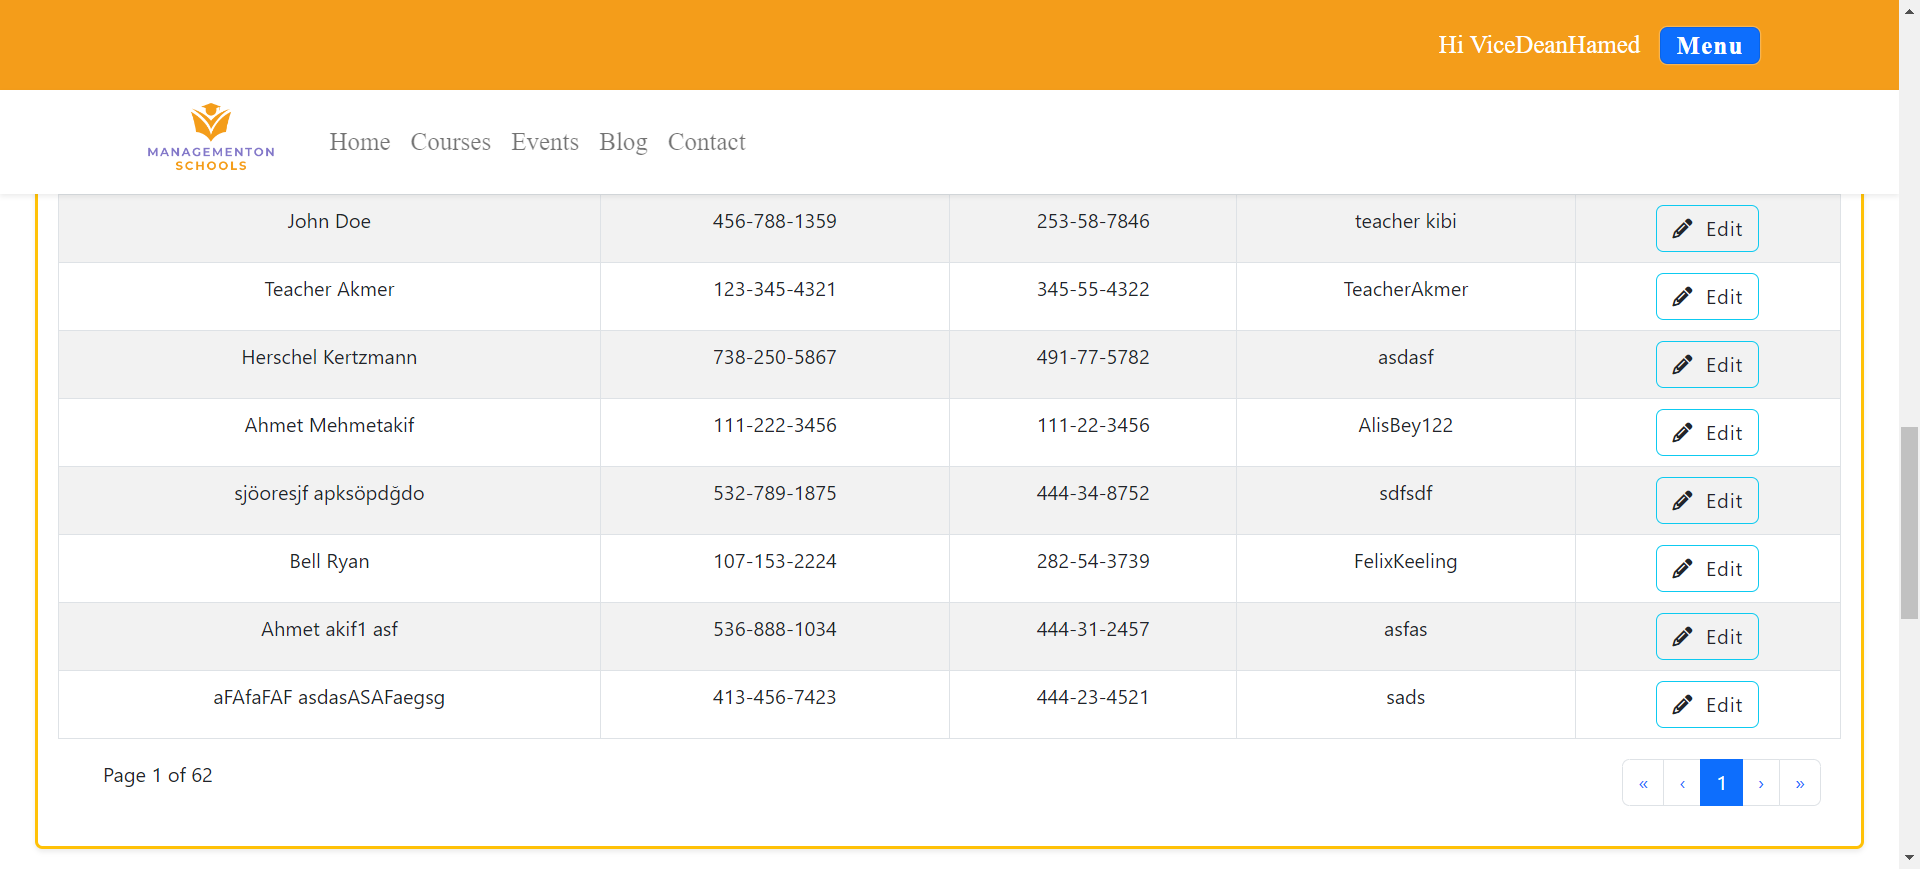 Hi ViceDeanHamed Menu
MANAGEMENTON
SCHOOLS
Home Courses Events Blog Contact
John Doe 456-788-1359 253-58-7846 teacher kibi Edit
Teacher Akmer 123-345-4321 345-55-4322 TeacherAkmer Edit
Herschel Kertzmann 738-250-5867 491-77-5782 asdasf Edit
Ahmet Mehmetakif 111-222-3456 111-22-3456 AlisBey122 Edit
sjöoresjf apksöpdğdo 532-789-1875 444-34-8752 sdfsdf Edit
Bell Ryan 107-153-2224 282-54-3739 FelixKeeling Edit
Ahmet akif1 asf 536-888-1034 444-31-2457 asfas Edit
aFAfaFAF asdasASAFaegsg 413-456-7423 444-23-4521 sads Edit
Page 1 of 62 « ‹ 1 › »